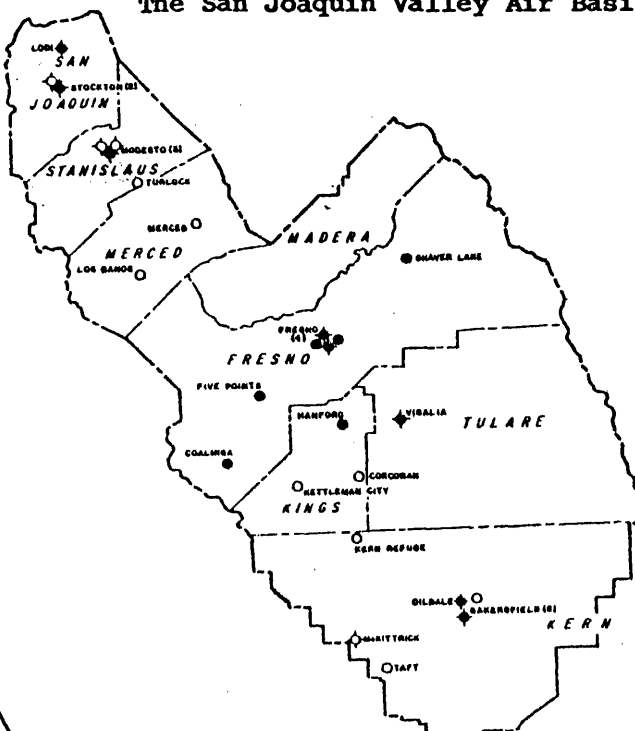 The San Joaquin Valley Air Basi
LODI
SAN
STOCKTON (2)
JOAQUIN
MODESTO (3)
STANISLAUS
TURLOCK
MERCED
MADERA
MERCED
LOS BANOS
SHAVER LAKE
FRESNO
(4)
FRESNO
FIVE POINTS
HANFORD
VISALIA
TULARE
COALINGA
CORCORAN
KETTLEMAN CITY
KINGS
KERN REFUGE
OILDALE
BAKERSFIELD (2)
KERN
McKITTRICK
TAFT